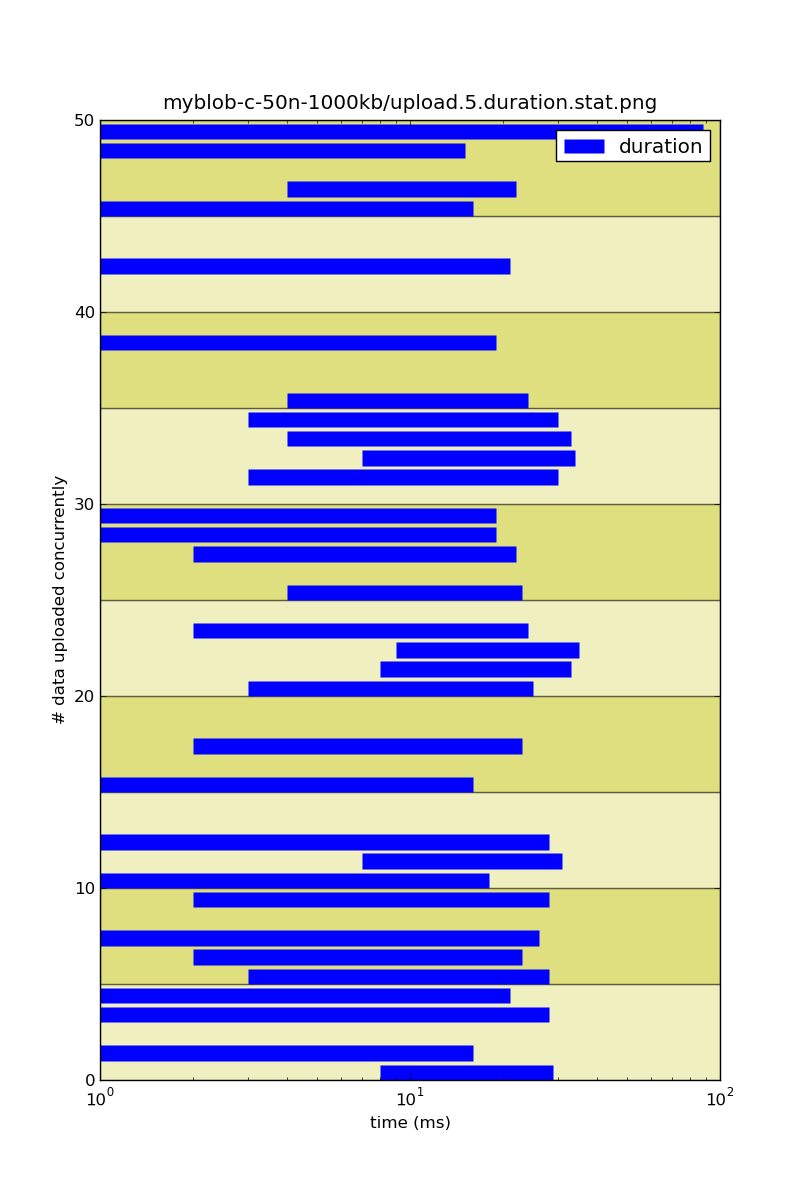 myblob-c-50n-1000kb/upload.5.duration.stat.png
duration
50
40
30
20
10
0
# data uploaded concurrently
10^0 10^1 10^2
time (ms)